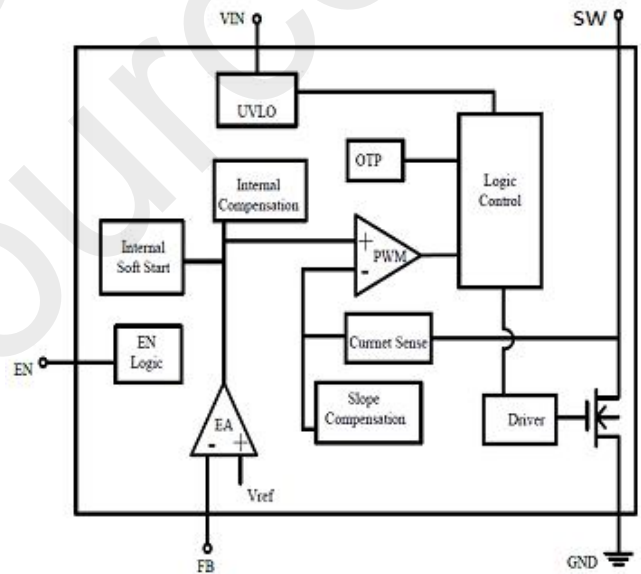 VIN
SW
UVLO
OTP
Logic
Control
Internal
Compensation
Internal
Soft Start
+
PWM
-
EN
EN
Logic
Currnet Sense
Slope
Compensation
Driver
EA
- +
Vref
FB
GND